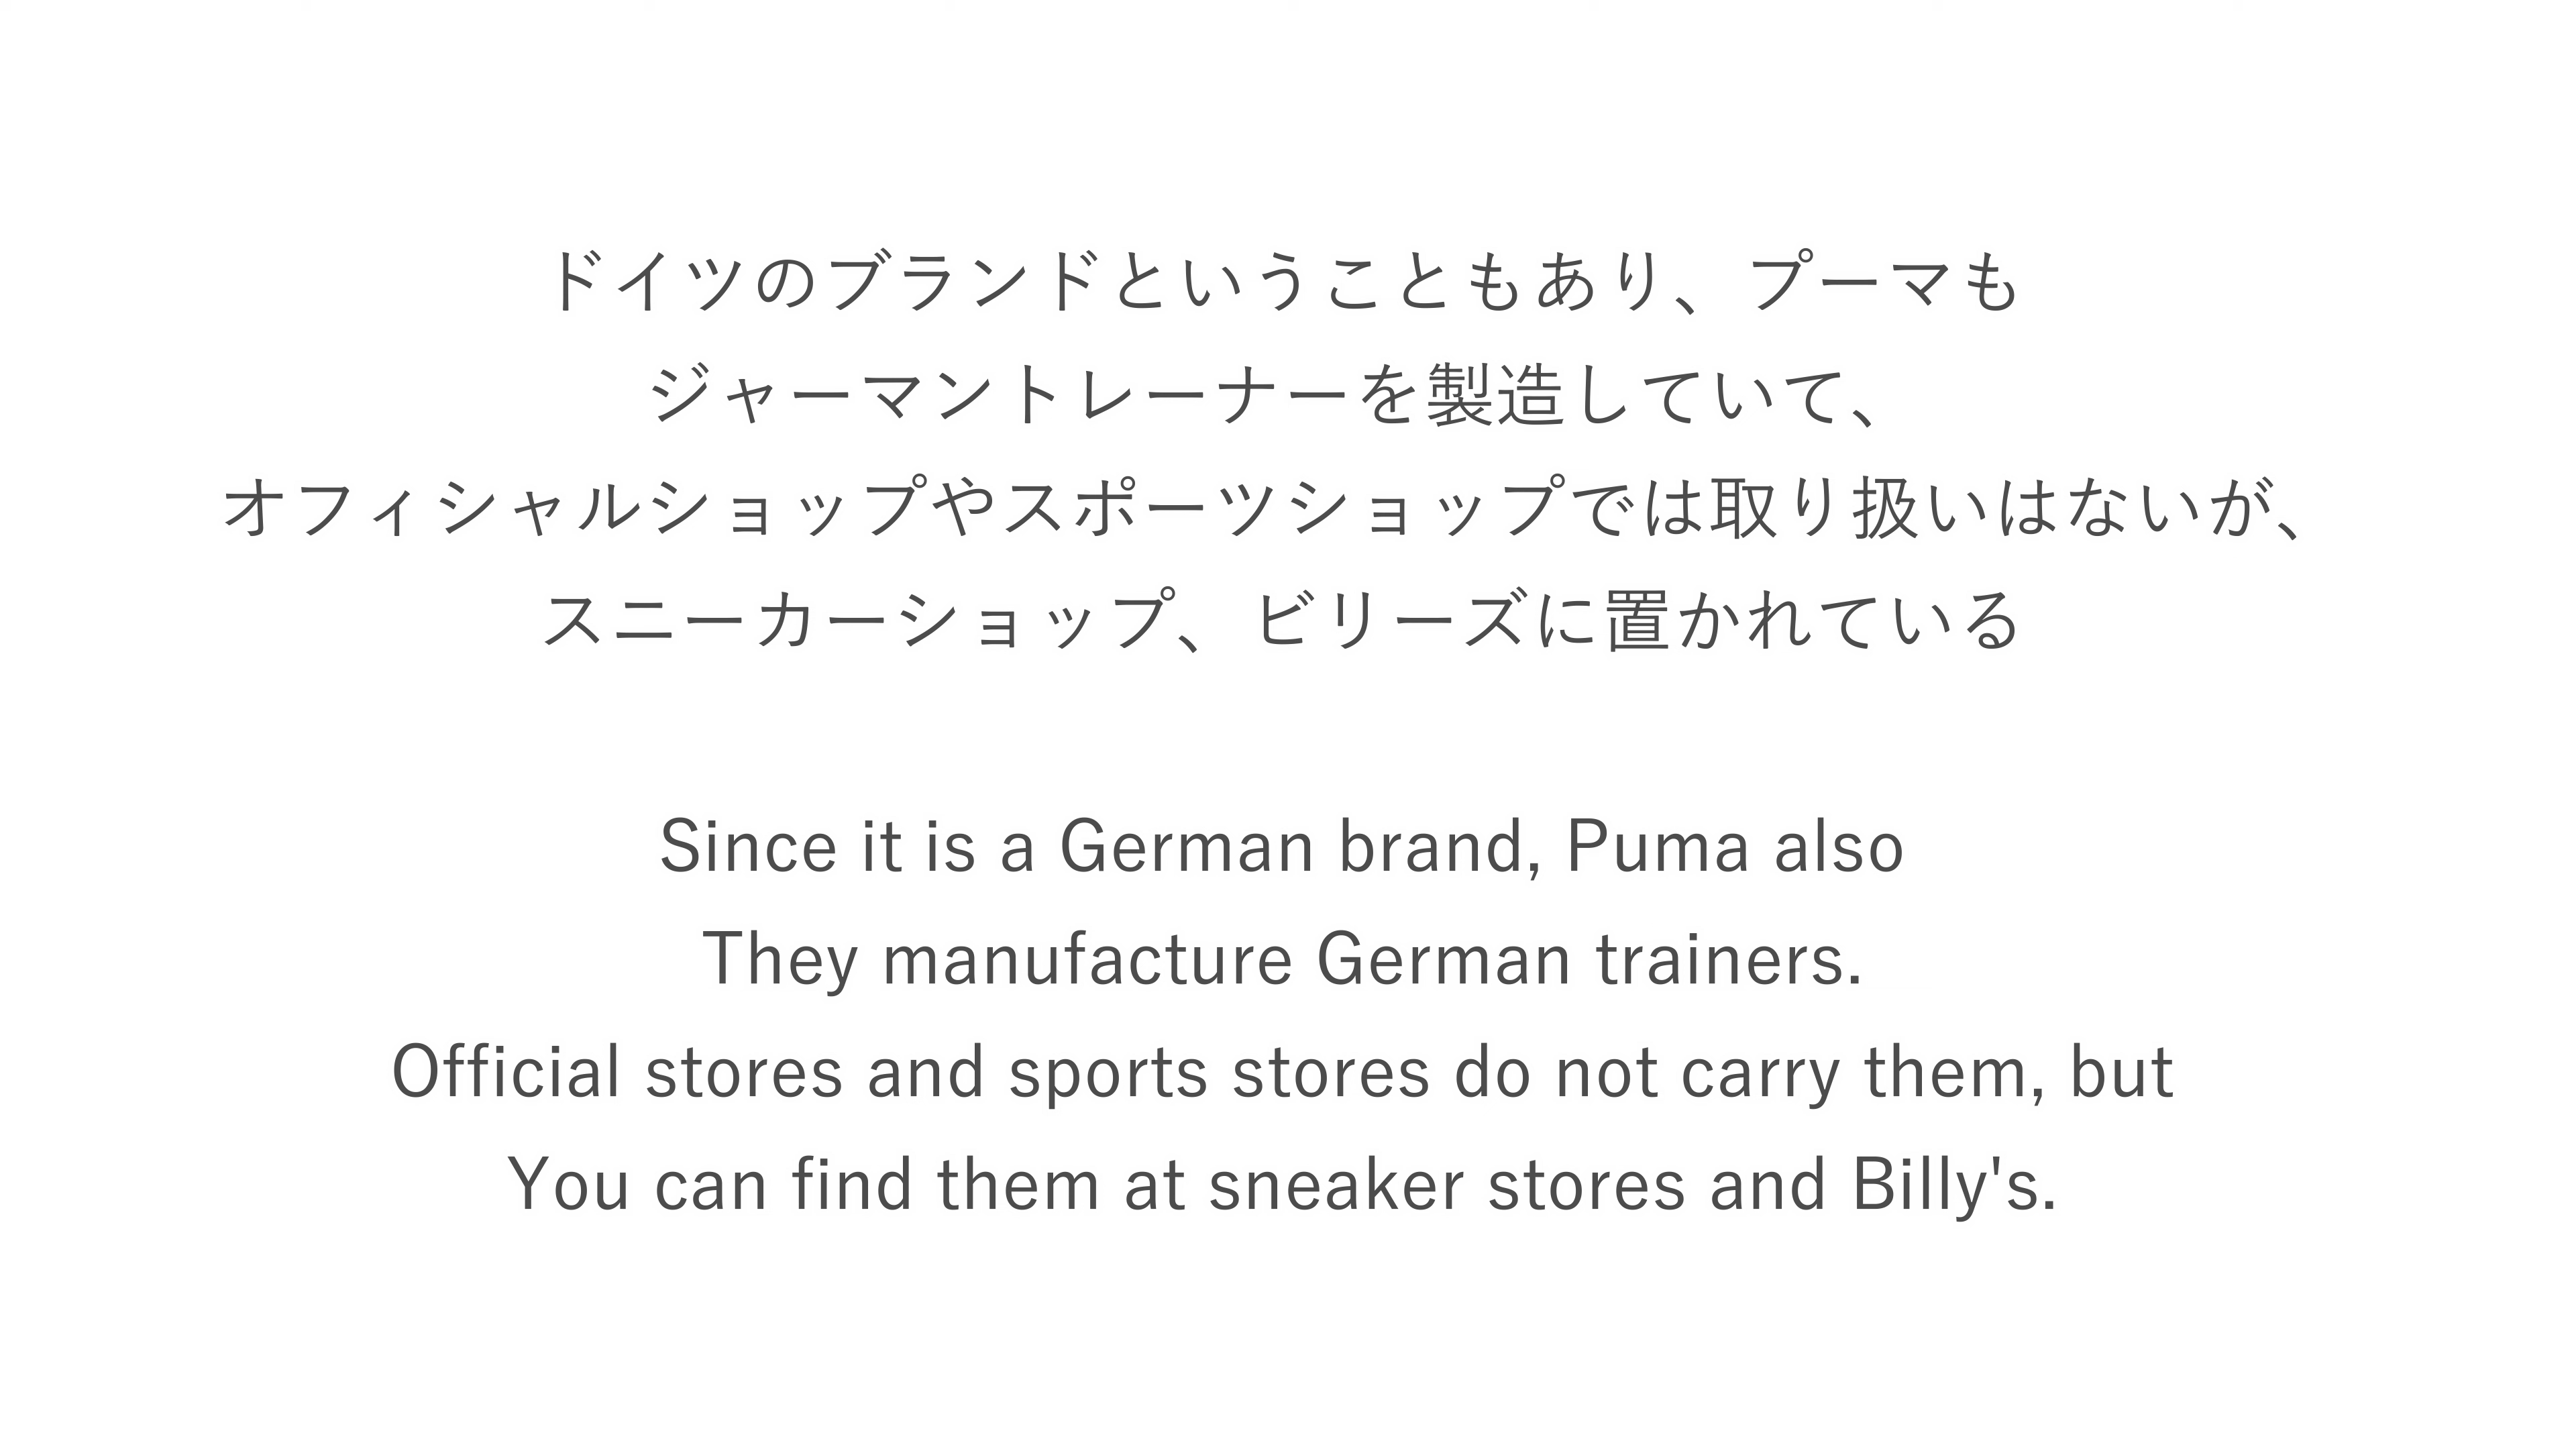 ドイツのブランドということもあり、プーマも
ジャーマントレーナーを製造していて、
オフィシャルショップやスポーツショップでは取り扱いはないが、
スニーカーショップ、ビリーズに置かれている
Since it is a German brand, Puma also
They manufacture German trainers.
Official stores and sports stores do not carry them, but
You can find them at sneaker stores and Billy's.